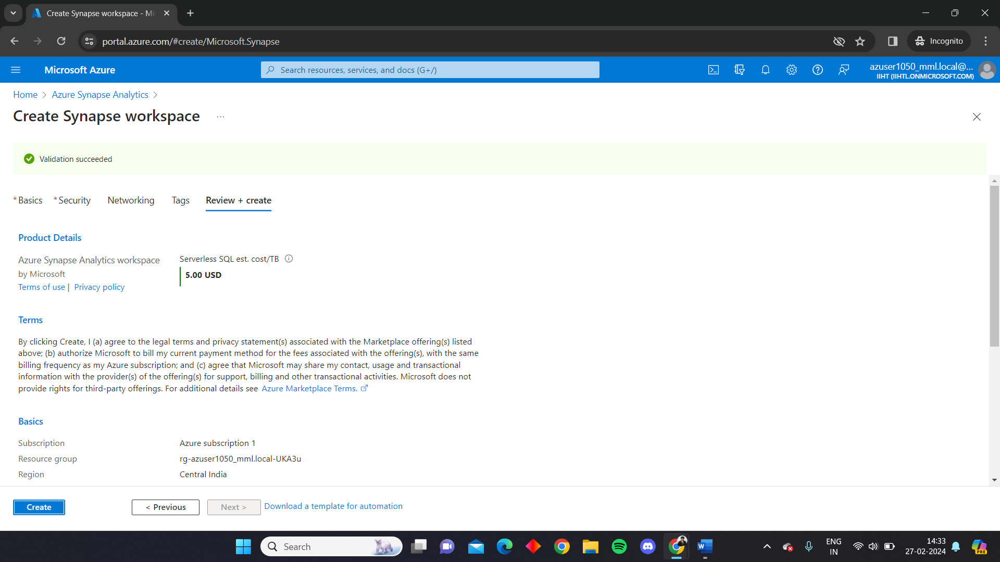 Create Synapse workspace - Mi
portal.azure.com/#create/Microsoft.Synapse
Incognito
Microsoft Azure
Search resources, services, and docs (G+/)
azuser1050_mml.local@...
IIHT (IIHTL.ONMICROSOFT.COM)
Home > Azure Synapse Analytics >
Create Synapse workspace ...
Validation succeeded
* Basics * Security Networking Tags Review + create
Product Details
Azure Synapse Analytics workspace
by Microsoft
Terms of use | Privacy policy
Serverless SQL est. cost/TB
5.00 USD
Terms
By clicking Create, I (a) agree to the legal terms and privacy statement(s) associated with the Marketplace offering(s) listed
above; (b) authorize Microsoft to bill my current payment method for the fees associated with the offering(s), with the same
billing frequency as my Azure subscription; and (c) agree that Microsoft may share my contact, usage and transactional
information with the provider(s) of the offering(s) for support, billing and other transactional activities. Microsoft does not
provide rights for third-party offerings. For additional details see Azure Marketplace Terms.
Basics
Subscription Azure subscription 1
Resource group rg-azuser1050_mml.local-UKA3u
Region Central India
Create < Previous Next > Download a template for automation
Search
ENG
IN
14:33
27-02-2024
PRE